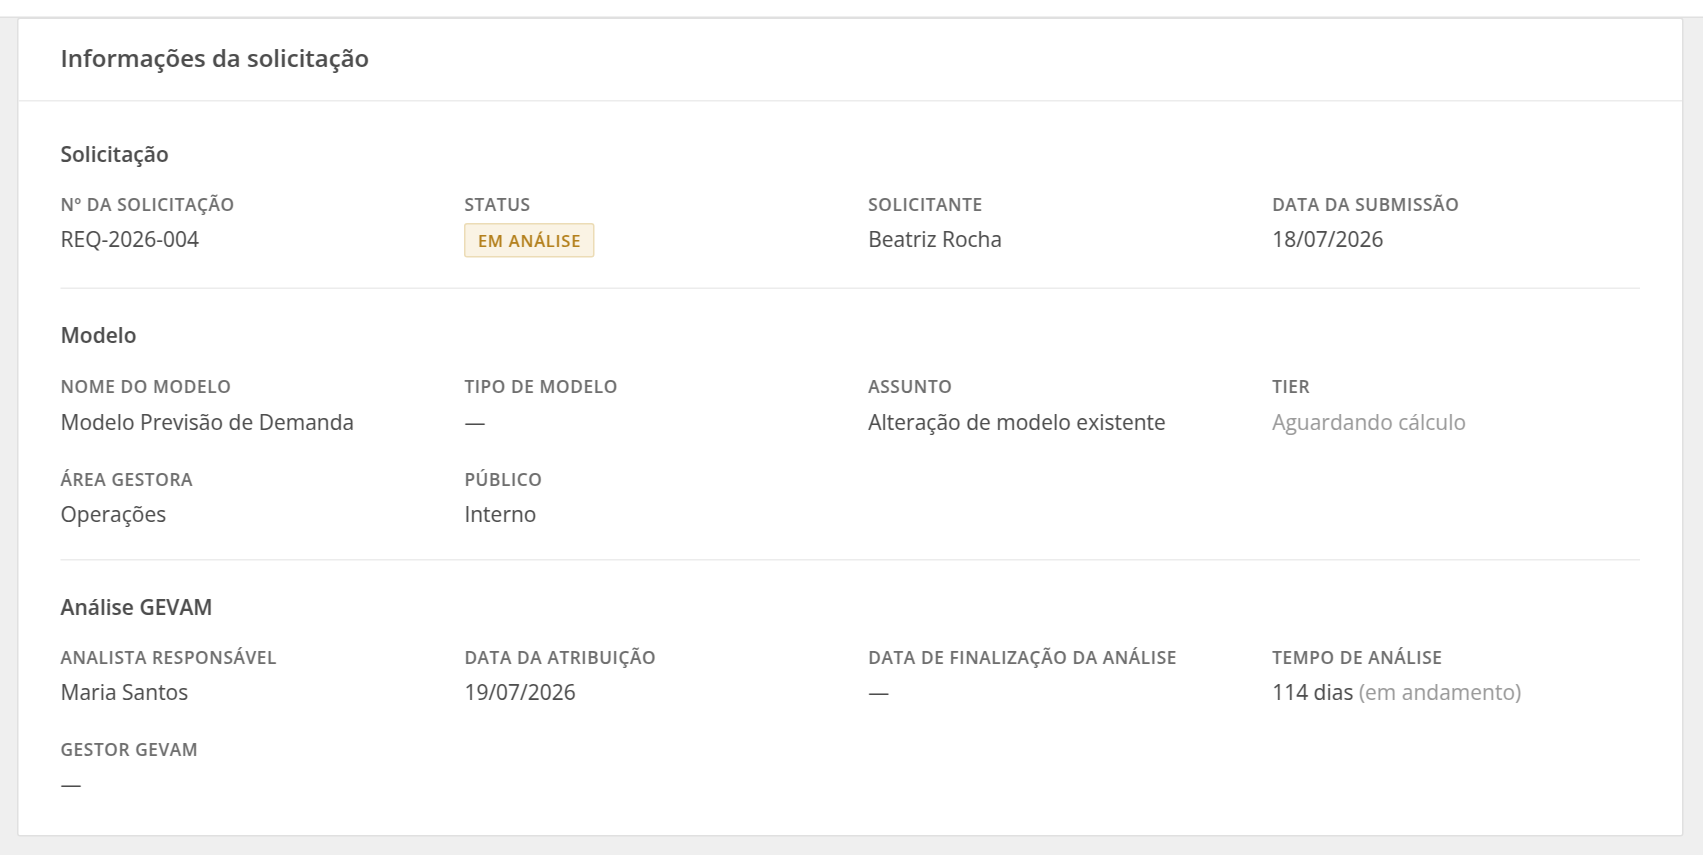 Informações da solicitação
Solicitação
Nº DA SOLICITAÇÃO STATUS SOLICITANTE DATA DA SUBMISSÃO
REQ-2026-004 EM ANÁLISE Beatriz Rocha 18/07/2026
Modelo
NOME DO MODELO TIPO DE MODELO ASSUNTO TIER
Modelo Previsão de Demanda — Alteração de modelo existente Aguardando cálculo
ÁREA GESTORA PÚBLICO
Operações Interno
Análise GEVAM
ANALISTA RESPONSÁVEL DATA DA ATRIBUIÇÃO DATA DE FINALIZAÇÃO DA ANÁLISE TEMPO DE ANÁLISE
Maria Santos 19/07/2026 — 114 dias (em andamento)
GESTOR GEVAM
—